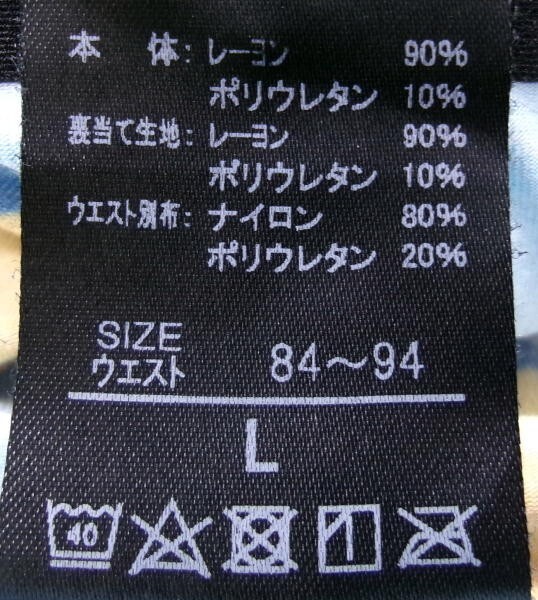 本 体: レーヨン 90%
ポリウレタン 10%
裏当て生地: レーヨン 90%
ポリウレタン 10%
ウエスト別布: ナイロン 80%
ポリウレタン 20%
SIZE
ウエスト 84～94
L
40